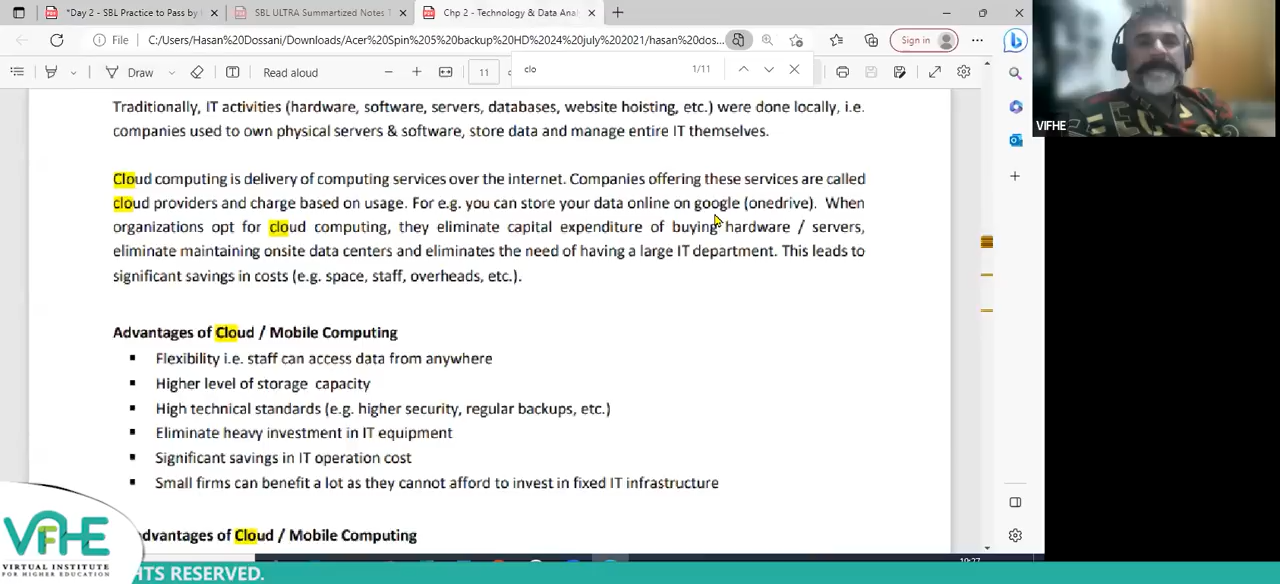 *Day 2 - SBL Practice to Pass by
SBL ULTRA Summartized Notes
Chp 2 - Technology & Data Anal
File
C:/Users/Hasan%20Dossani/Downloads/Acer%20Spin%205%20backup%20HD%2024%20july%202021/hasan%20dos...
Sign in
Draw
Read aloud
11
clo
1/11
Traditionally, IT activities (hardware, software, servers, databases, website hoisting, etc.) were done locally, i.e.
companies used to own physical servers & software, store data and manage entire IT themselves.
Cloud computing is delivery of computing services over the internet. Companies offering these services are called
cloud providers and charge based on usage. For e.g. you can store your data online on google (onedrive). When
organizations opt for cloud computing, they eliminate capital expenditure of buying hardware / servers,
eliminate maintaining onsite data centers and eliminates the need of having a large IT department. This leads to
significant savings in costs (e.g. space, staff, overheads, etc.).
Advantages of Cloud / Mobile Computing
▪ Flexibility i.e. staff can access data from anywhere
▪ Higher level of storage capacity
▪ High technical standards (e.g. higher security, regular backups, etc.)
▪ Eliminate heavy investment in IT equipment
▪ Significant savings in IT operation cost
▪ Small firms can benefit a lot as they cannot afford to invest in fixed IT infrastructure
dvantages of Cloud / Mobile Computing
VIFHE
VIFHE
VIRTUAL INSTITUTE
FOR HIGHER EDUCATION
HTS RESERVED.